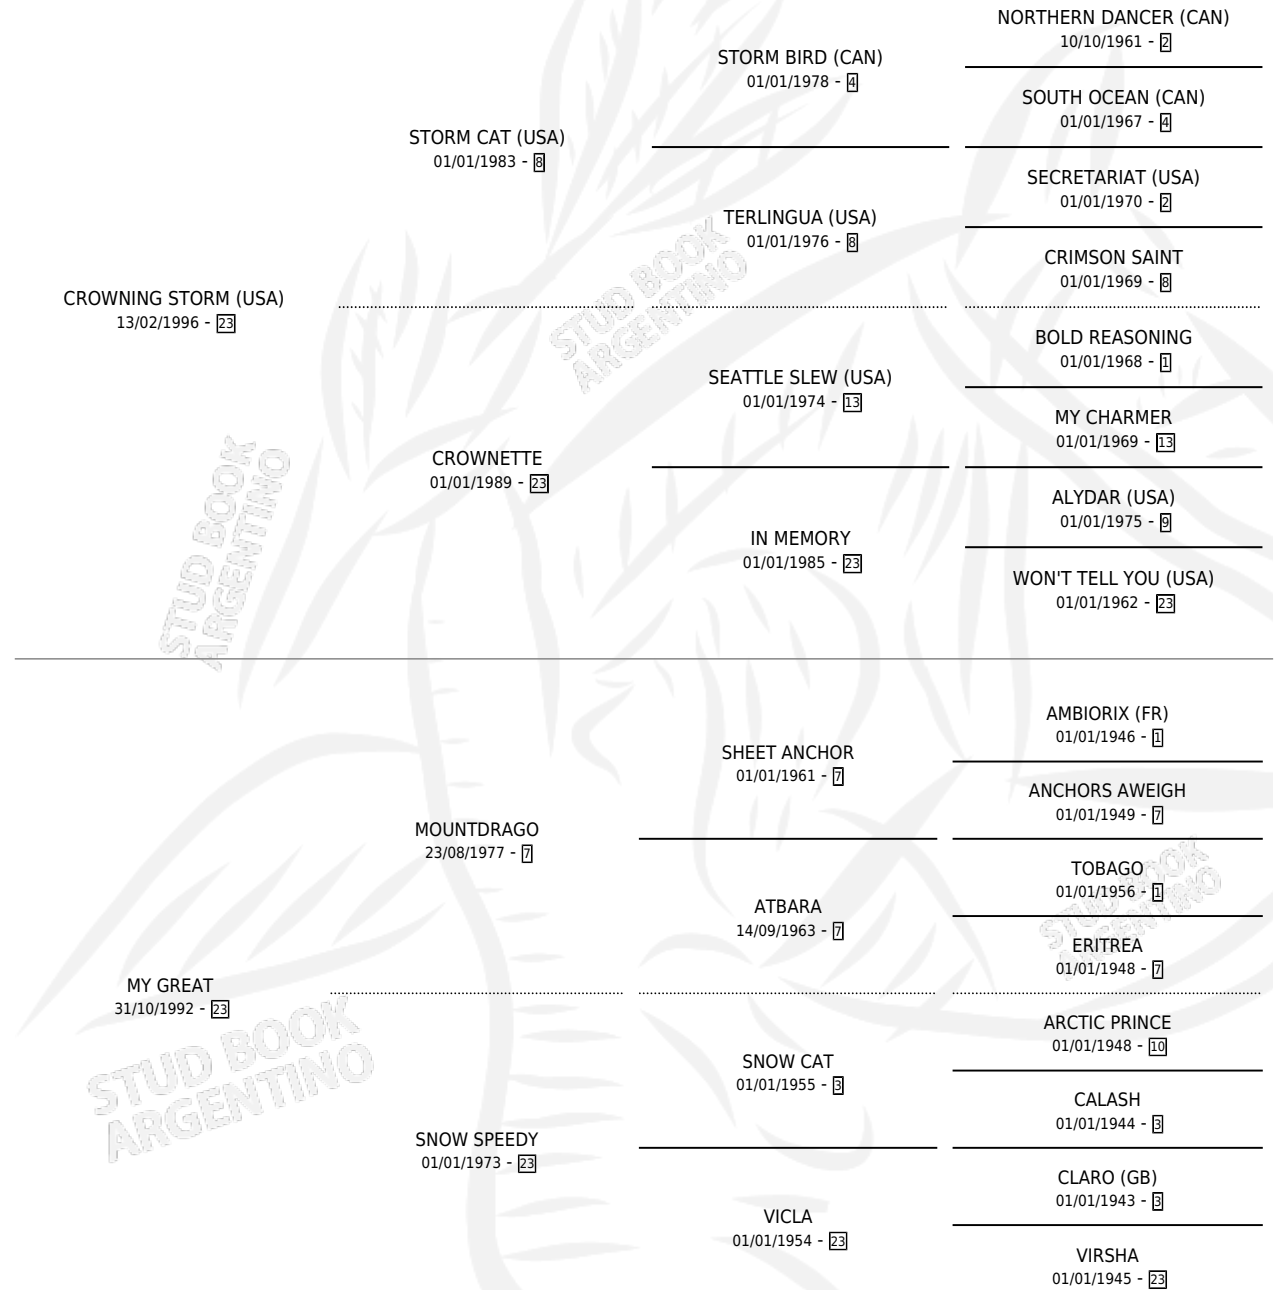 NORTHERN DANCER (CAN)
10/10/1961 - 2
STORM BIRD (CAN)
01/01/1978 - 4
SOUTH OCEAN (CAN)
01/01/1967 - 4
STORM CAT (USA)
01/01/1983 - 8
SECRETARIAT (USA)
01/01/1970 - 2
TERLINGUA (USA)
01/01/1976 - 8
CRIMSON SAINT
01/01/1969 - 8
CROWNING STORM (USA)
13/02/1996 - 23
BOLD REASONING
01/01/1968 - 1
SEATTLE SLEW (USA)
01/01/1974 - 13
MY CHARMER
01/01/1969 - 13
CROWNETTE
01/01/1989 - 23
ALYDAR (USA)
01/01/1975 - 9
IN MEMORY
01/01/1985 - 23
WON'T TELL YOU (USA)
01/01/1962 - 23
AMBIORIX (FR)
01/01/1946 - 1
SHEET ANCHOR
01/01/1961 - 7
ANCHORS AWEIGH
01/01/1949 - 7
MOUNTDRAGO
23/08/1977 - 7
TOBAGO
01/01/1956 - 1
ATBARA
14/09/1963 - 7
ERITREA
01/01/1948 - 7
MY GREAT
31/10/1992 - 23
ARCTIC PRINCE
01/01/1948 - 10
SNOW CAT
01/01/1955 - 3
CALASH
01/01/1944 - 3
SNOW SPEEDY
01/01/1973 - 23
CLARO (GB)
01/01/1943 - 3
VICLA
01/01/1954 - 23
VIRSHA
01/01/1945 - 23
STUD BOOK
ARGENTINO
STUD BOOK
ARGENTINO
STUD BOOK
ARGENTINO
STUD BOOK
ARGENTINO